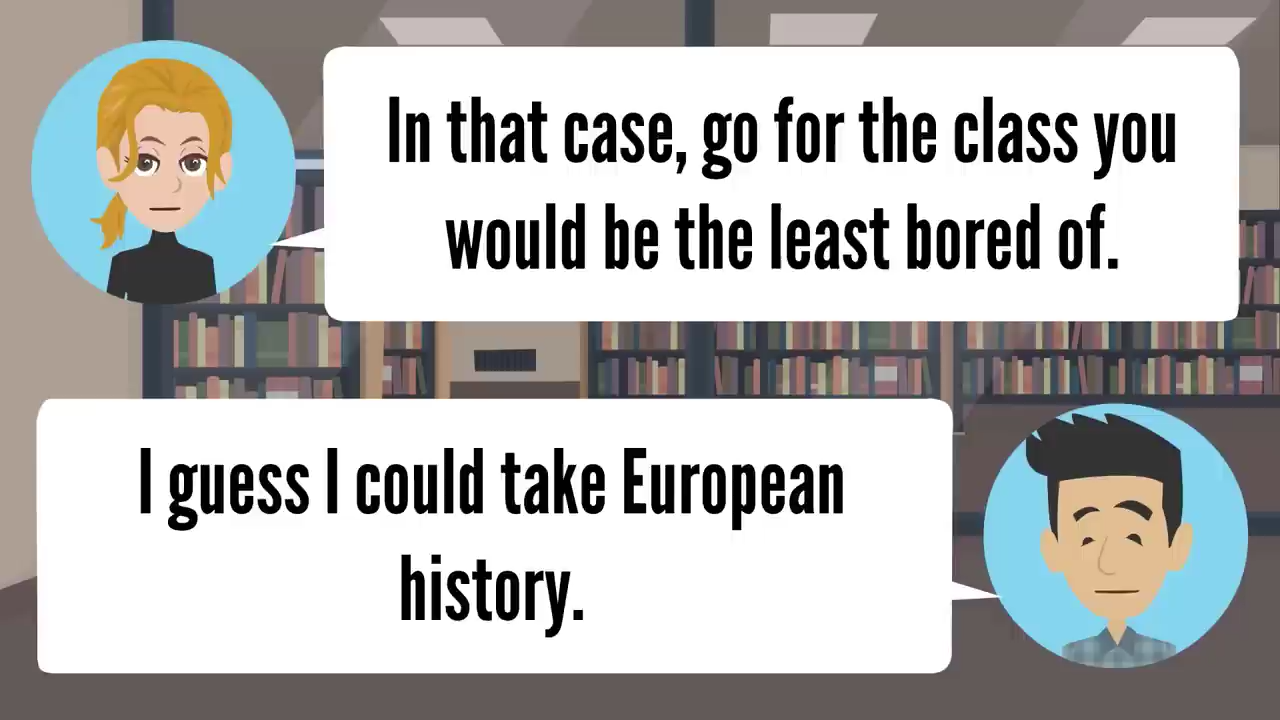 In that case, go for the class you
would be the least bored of.
I guess I could take European
history.